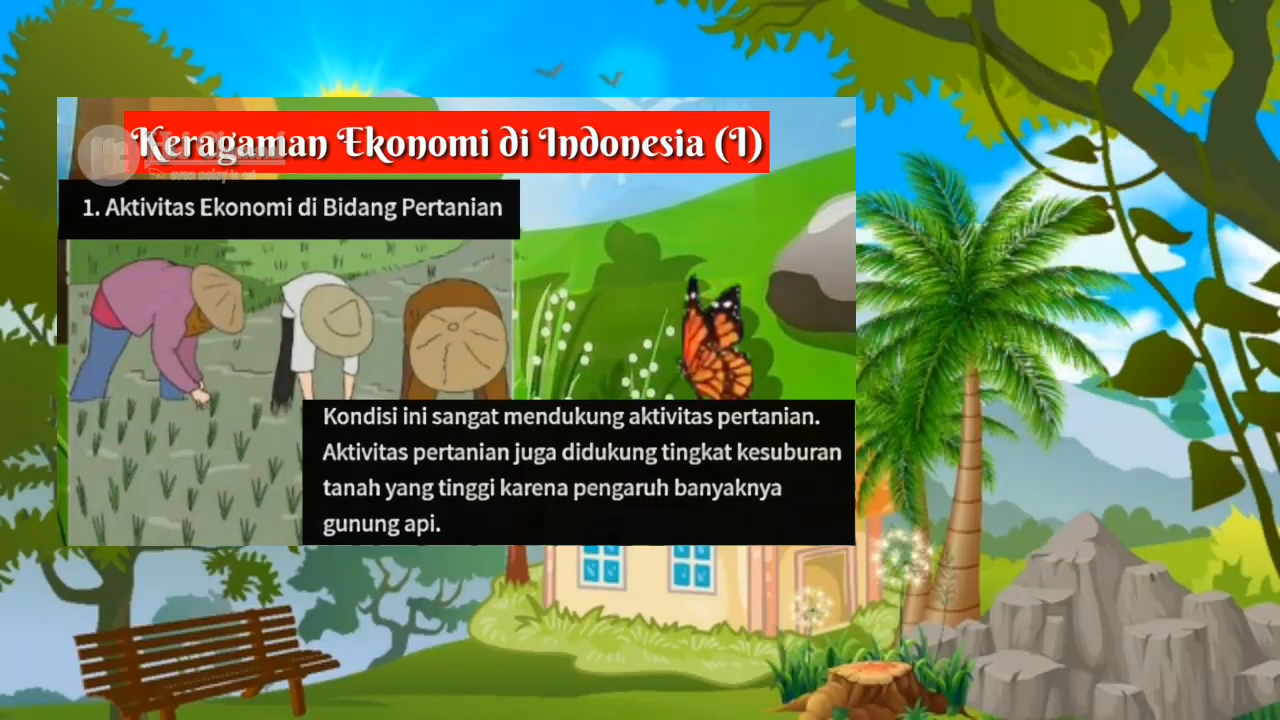 Keragaman Ekonomi di Indonesia (I)
1. Aktivitas Ekonomi di Bidang Pertanian
Kondisi ini sangat mendukung aktivitas pertanian.
Aktivitas pertanian juga didukung tingkat kesuburan
tanah yang tinggi karena pengaruh banyaknya
gunung api.